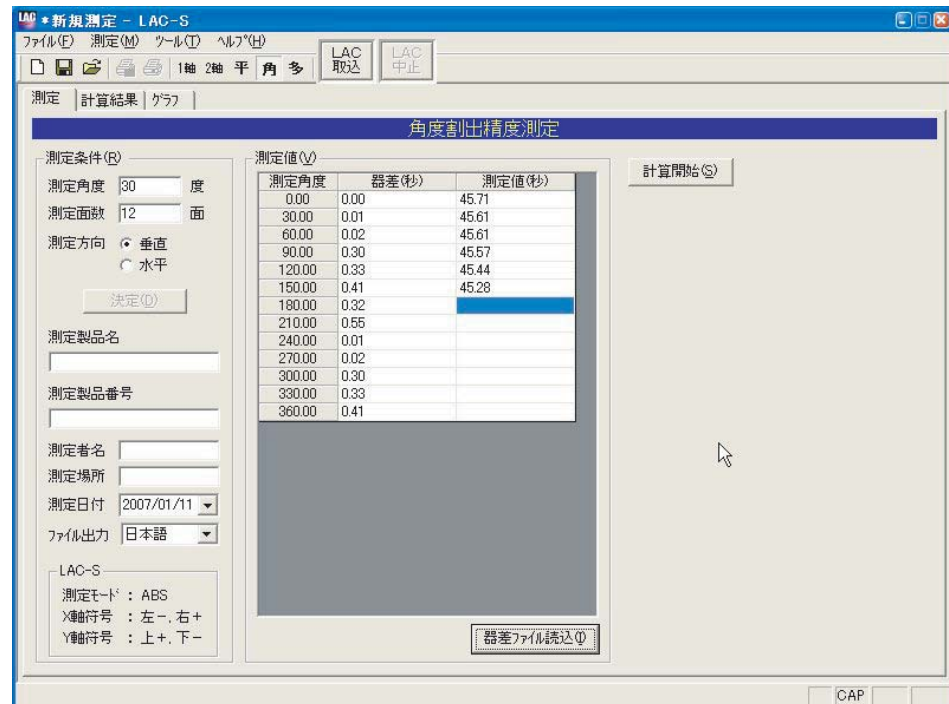 LAC *新規測定 - LAC-S
ファイル(F) 測定(M) ツール(T) ヘルプ(H)
1軸 2軸 平 角 多 LAC取込 LAC中止
測定 計算結果 グラフ
角度割出精度測定
測定条件(R)
測定角度 30 度
測定面数 12 面
測定方向 垂直
水平
決定(D)
測定製品名
測定製品番号
測定者名
測定場所
測定日付 2007/01/11
ファイル出力 日本語
LAC-S
測定モード : ABS
X軸符号 : 左-,右+
Y軸符号 : 上+,下-
測定値(V)
測定角度 器差(秒) 測定値(秒)
0.00 0.00 45.71
30.00 0.01 45.61
60.00 0.02 45.61
90.00 0.30 45.57
120.00 0.33 45.44
150.00 0.41 45.28
180.00 0.32
210.00 0.55
240.00 0.01
270.00 0.02
300.00 0.30
330.00 0.33
360.00 0.41
器差ファイル読込(I)
計算開始(S)
CAP